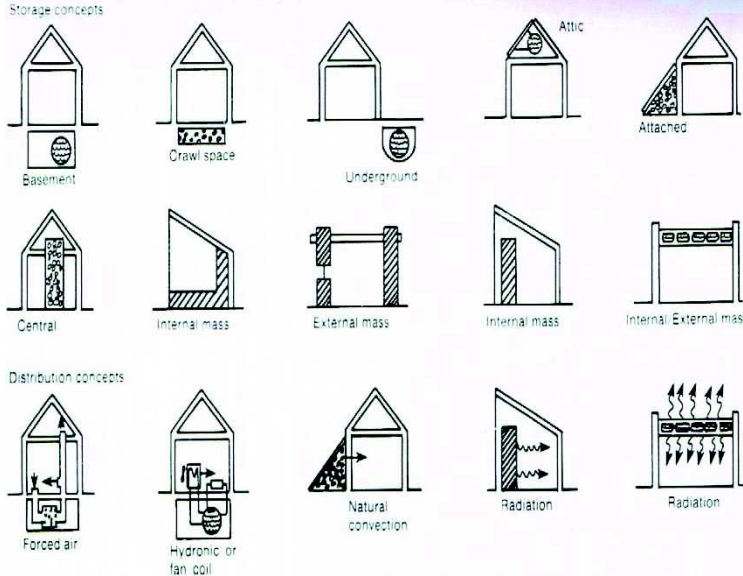 Storage concepts
Attic
Attached
Basement
Crawl space
Underground
Central
Internal mass
External mass
Internal mass
Internal/External mass
Distribution concepts
Forced air
Hydronic or
fan coil
Natural
convection
Radiation
Radiation